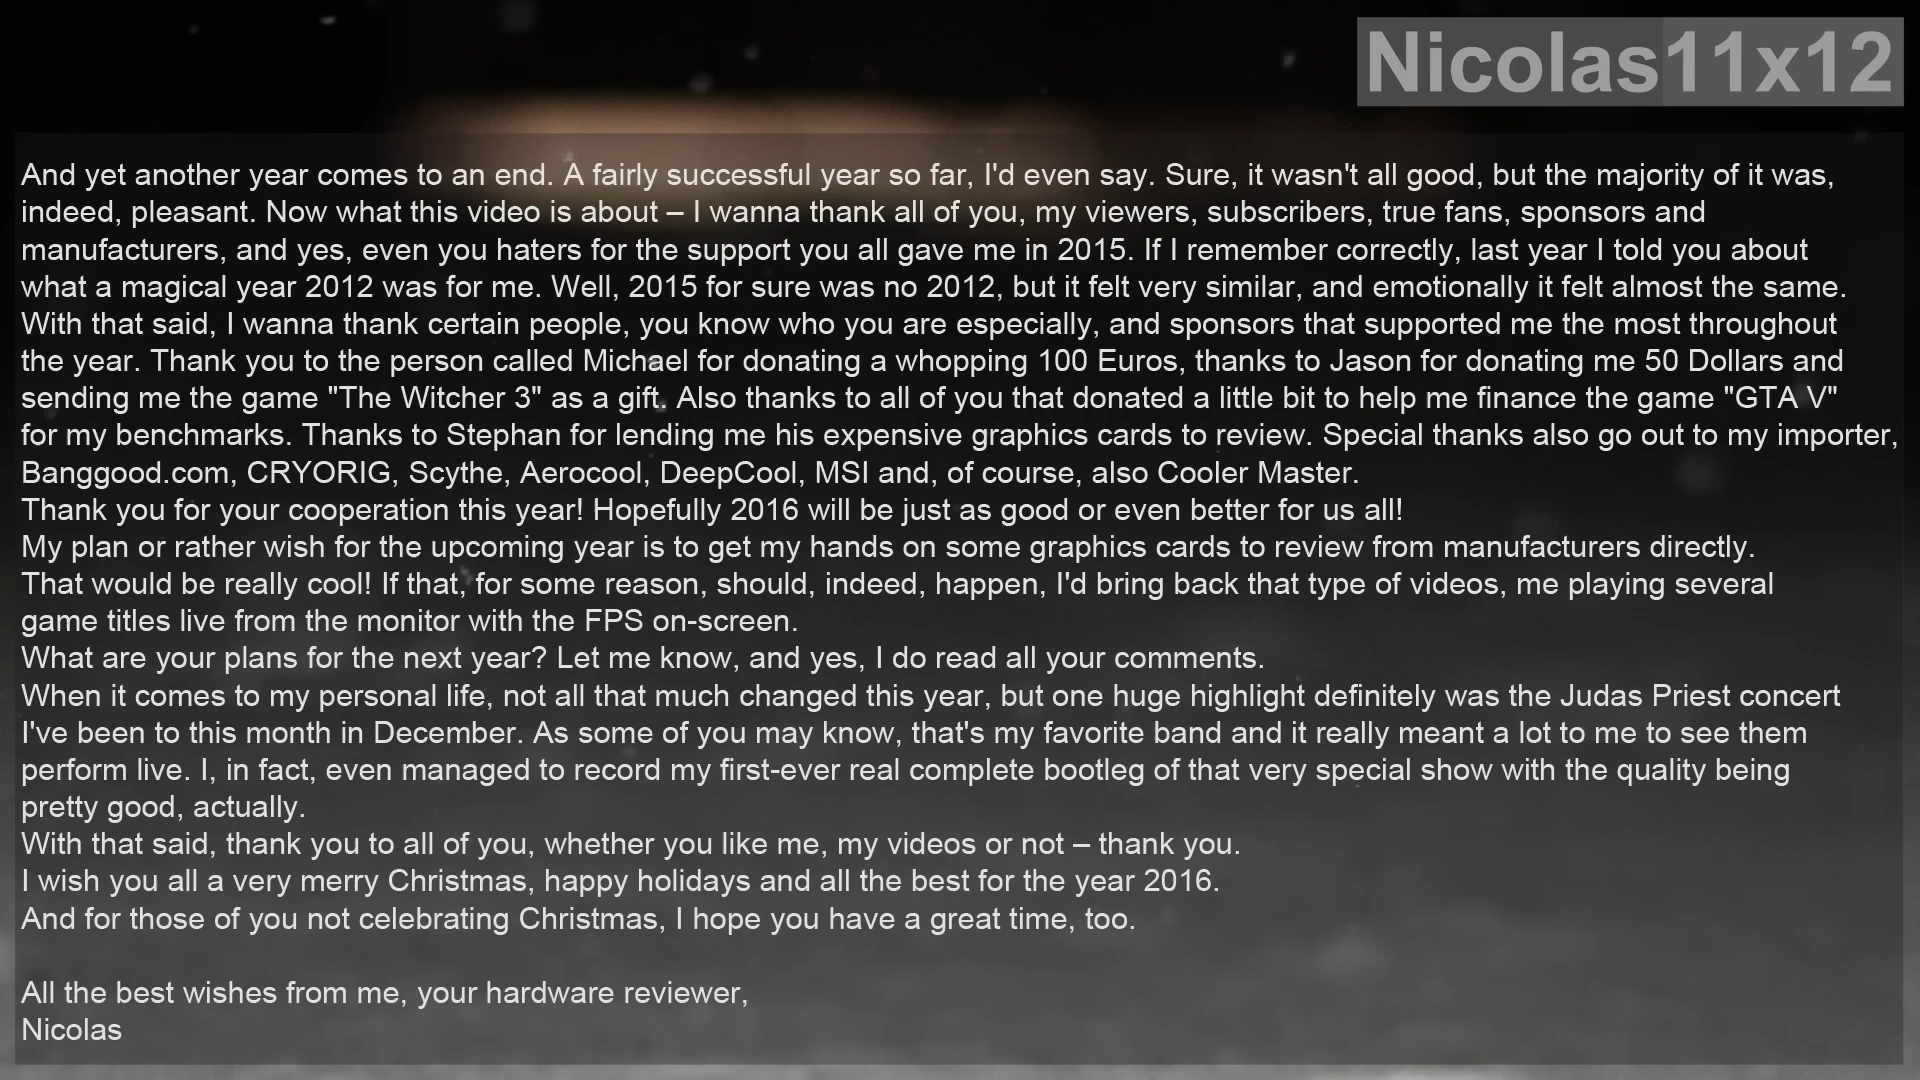 Nicolas11x12
And yet another year comes to an end. A fairly successful year so far, I'd even say. Sure, it wasn't all good, but the majority of it was,
indeed, pleasant. Now what this video is about – I wanna thank all of you, my viewers, subscribers, true fans, sponsors and
manufacturers, and yes, even you haters for the support you all gave me in 2015. If I remember correctly, last year I told you about
what a magical year 2012 was for me. Well, 2015 for sure was no 2012, but it felt very similar, and emotionally it felt almost the same.
With that said, I wanna thank certain people, you know who you are especially, and sponsors that supported me the most throughout
the year. Thank you to the person called Michael for donating a whopping 100 Euros, thanks to Jason for donating me 50 Dollars and
sending me the game "The Witcher 3" as a gift. Also thanks to all of you that donated a little bit to help me finance the game "GTA V"
for my benchmarks. Thanks to Stephan for lending me his expensive graphics cards to review. Special thanks also go out to my importer,
Banggood.com, CRYORIG, Scythe, Aerocool, DeepCool, MSI and, of course, also Cooler Master.
Thank you for your cooperation this year! Hopefully 2016 will be just as good or even better for us all!
My plan or rather wish for the upcoming year is to get my hands on some graphics cards to review from manufacturers directly.
That would be really cool! If that, for some reason, should, indeed, happen, I'd bring back that type of videos, me playing several
game titles live from the monitor with the FPS on-screen.
What are your plans for the next year? Let me know, and yes, I do read all your comments.
When it comes to my personal life, not all that much changed this year, but one huge highlight definitely was the Judas Priest concert
I've been to this month in December. As some of you may know, that's my favorite band and it really meant a lot to me to see them
perform live. I, in fact, even managed to record my first-ever real complete bootleg of that very special show with the quality being
pretty good, actually.
With that said, thank you to all of you, whether you like me, my videos or not – thank you.
I wish you all a very merry Christmas, happy holidays and all the best for the year 2016.
And for those of you not celebrating Christmas, I hope you have a great time, too.
All the best wishes from me, your hardware reviewer,
Nicolas